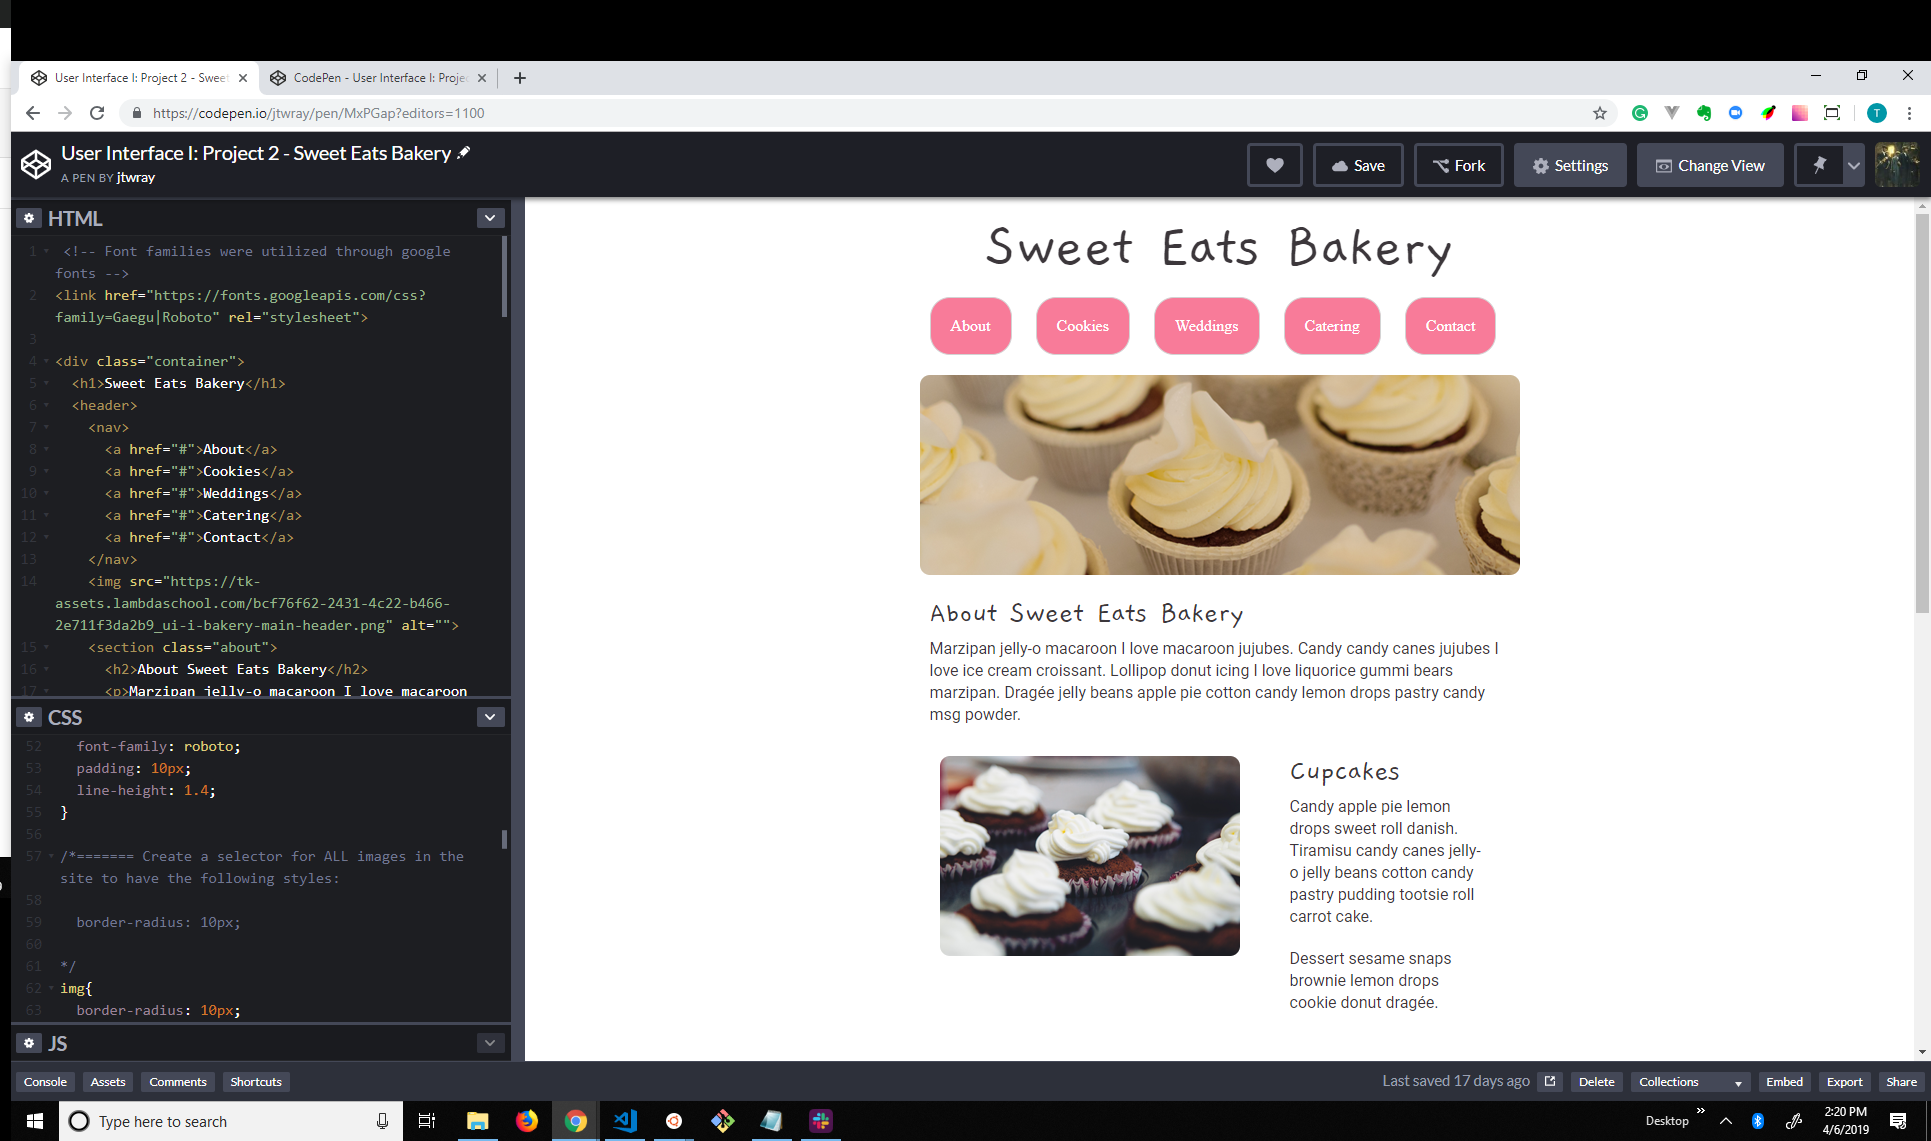 User Interface I: Project 2 - Sweet
CodePen - User Interface I: Projec
https://codepen.io/jtwray/pen/MxPGap?editors=1100
T
User Interface I: Project 2 - Sweet Eats Bakery
A PEN BY jtwray
Save
Fork
Settings
Change View
HTML
1 <!-- Font families were utilized through google
fonts -->
2 <link href="https://fonts.googleapis.com/css?
family=Gaegu|Roboto" rel="stylesheet">
3
4 <div class="container">
5 <h1>Sweet Eats Bakery</h1>
6 <header>
7 <nav>
8 <a href="#">About</a>
9 <a href="#">Cookies</a>
10 <a href="#">Weddings</a>
11 <a href="#">Catering</a>
12 <a href="#">Contact</a>
13 </nav>
14 <img src="https://tk-
assets.lambdaschool.com/bcf76f62-2431-4c22-b466-
2e711f3da2b9_ui-i-bakery-main-header.png" alt="">
15 <section class="about">
16 <h2>About Sweet Eats Bakery</h2>
17 <p>Marzipan jelly-o macaroon I love macaroon
CSS
52 font-family: roboto;
53 padding: 10px;
54 line-height: 1.4;
55 }
56
57 /*======= Create a selector for ALL images in the
site to have the following styles:
58
59 border-radius: 10px;
60
61 */
62 img{
63 border-radius: 10px;
JS
Sweet Eats Bakery
About Cookies Weddings Catering Contact
About Sweet Eats Bakery
Marzipan jelly-o macaroon I love macaroon jujubes. Candy candy canes jujubes I
love ice cream croissant. Lollipop donut icing I love liquorice gummi bears
marzipan. Dragée jelly beans apple pie cotton candy lemon drops pastry candy
msg powder.
Cupcakes
Candy apple pie lemon
drops sweet roll danish.
Tiramisu candy canes jelly-
o jelly beans cotton candy
pastry pudding tootsie roll
carrot cake.
Dessert sesame snaps
brownie lemon drops
cookie donut dragée.
Console Assets Comments Shortcuts
Last saved 17 days ago
Delete Collections Embed Export Share
Type here to search
Desktop
2:20 PM
4/6/2019